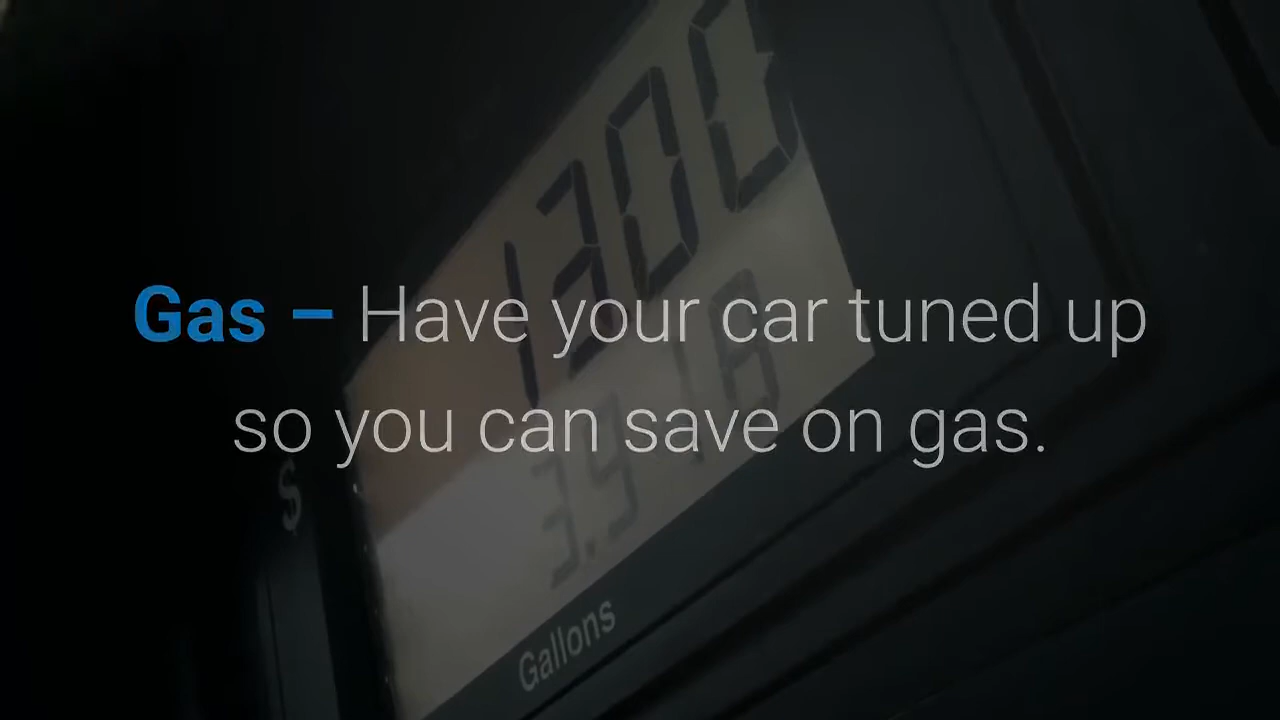 Gas – Have your car tuned up
so you can save on gas.
$
Gallons